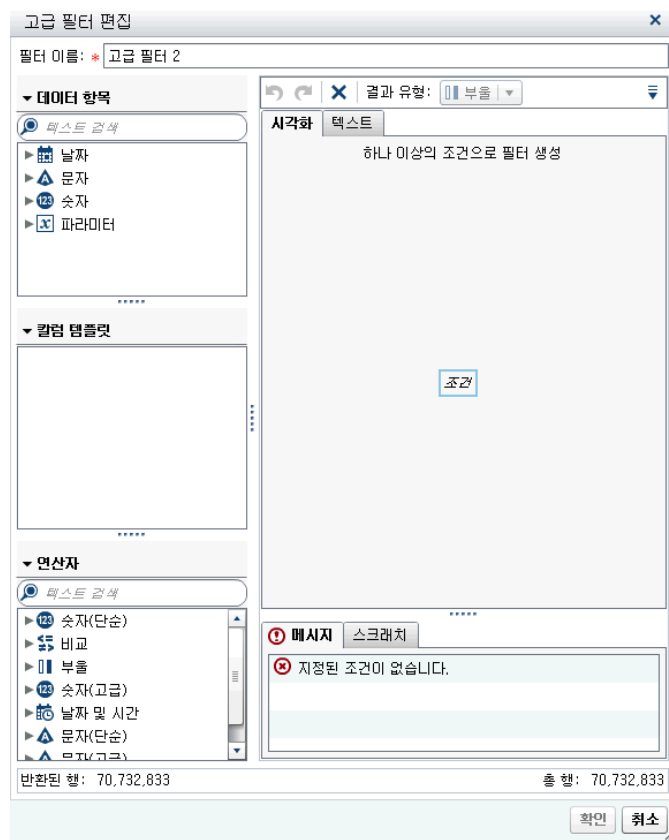 고급 필터 편집
필터 이름: * 고급 필터 2
데이터 항목
텍스트 검색
날짜
문자
숫자
파라미터
칼럼 템플릿
연산자
텍스트 검색
숫자(단순)
비교
부울
숫자(고급)
날짜 및 시간
문자(단순)
문자(고급)
결과 유형: 부울
시각화 텍스트
하나 이상의 조건으로 필터 생성
조건
메시지 스크래치
지정된 조건이 없습니다.
반환된 행: 70,732,833 총 행: 70,732,833
확인 취소